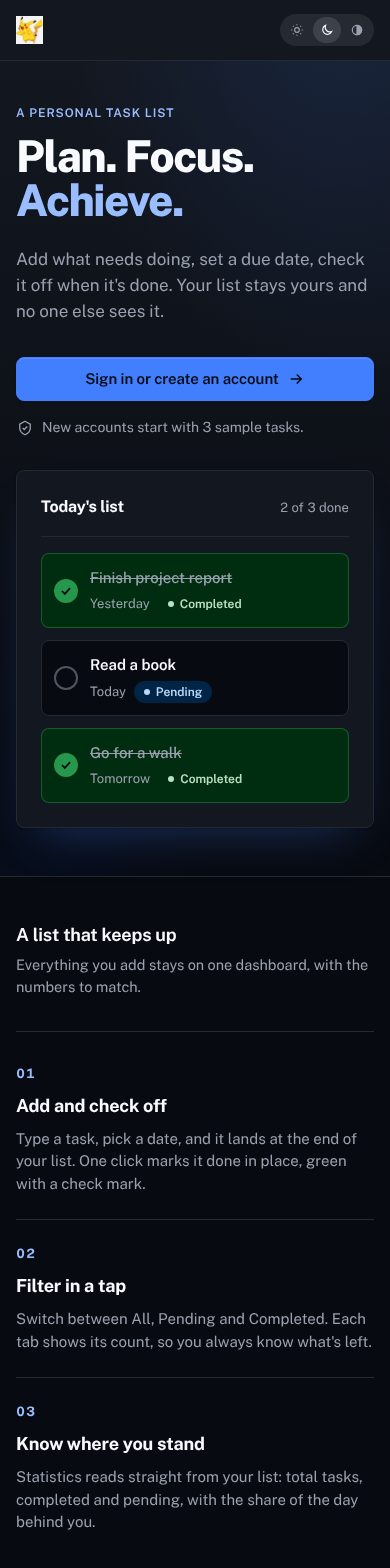 A PERSONAL TASK LIST
Plan. Focus.
Achieve.
Add what needs doing, set a due date, check
it off when it's done. Your list stays yours and
no one else sees it.
Sign in or create an account →
New accounts start with 3 sample tasks.
Today's list
2 of 3 done
Finish project report
Yesterday
Completed
Read a book
Today
Pending
Go for a walk
Tomorrow
Completed
A list that keeps up
Everything you add stays on one dashboard, with the
numbers to match.
01
Add and check off
Type a task, pick a date, and it lands at the end of
your list. One click marks it done in place, green
with a check mark.
02
Filter in a tap
Switch between All, Pending and Completed. Each
tab shows its count, so you always know what's left.
03
Know where you stand
Statistics reads straight from your list: total tasks,
completed and pending, with the share of the day
behind you.